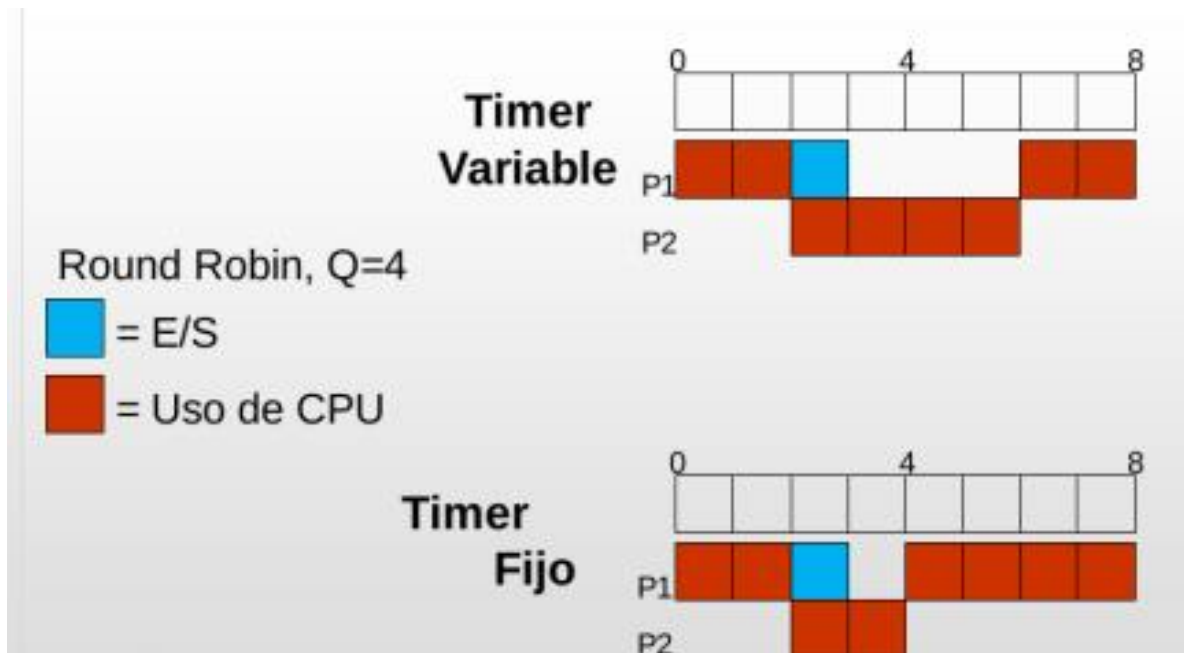 0 4 8
Timer
Variable
P1
P2
Round Robin, Q=4
= E/S
= Uso de CPU
0 4 8
Timer
Fijo
P1
P2